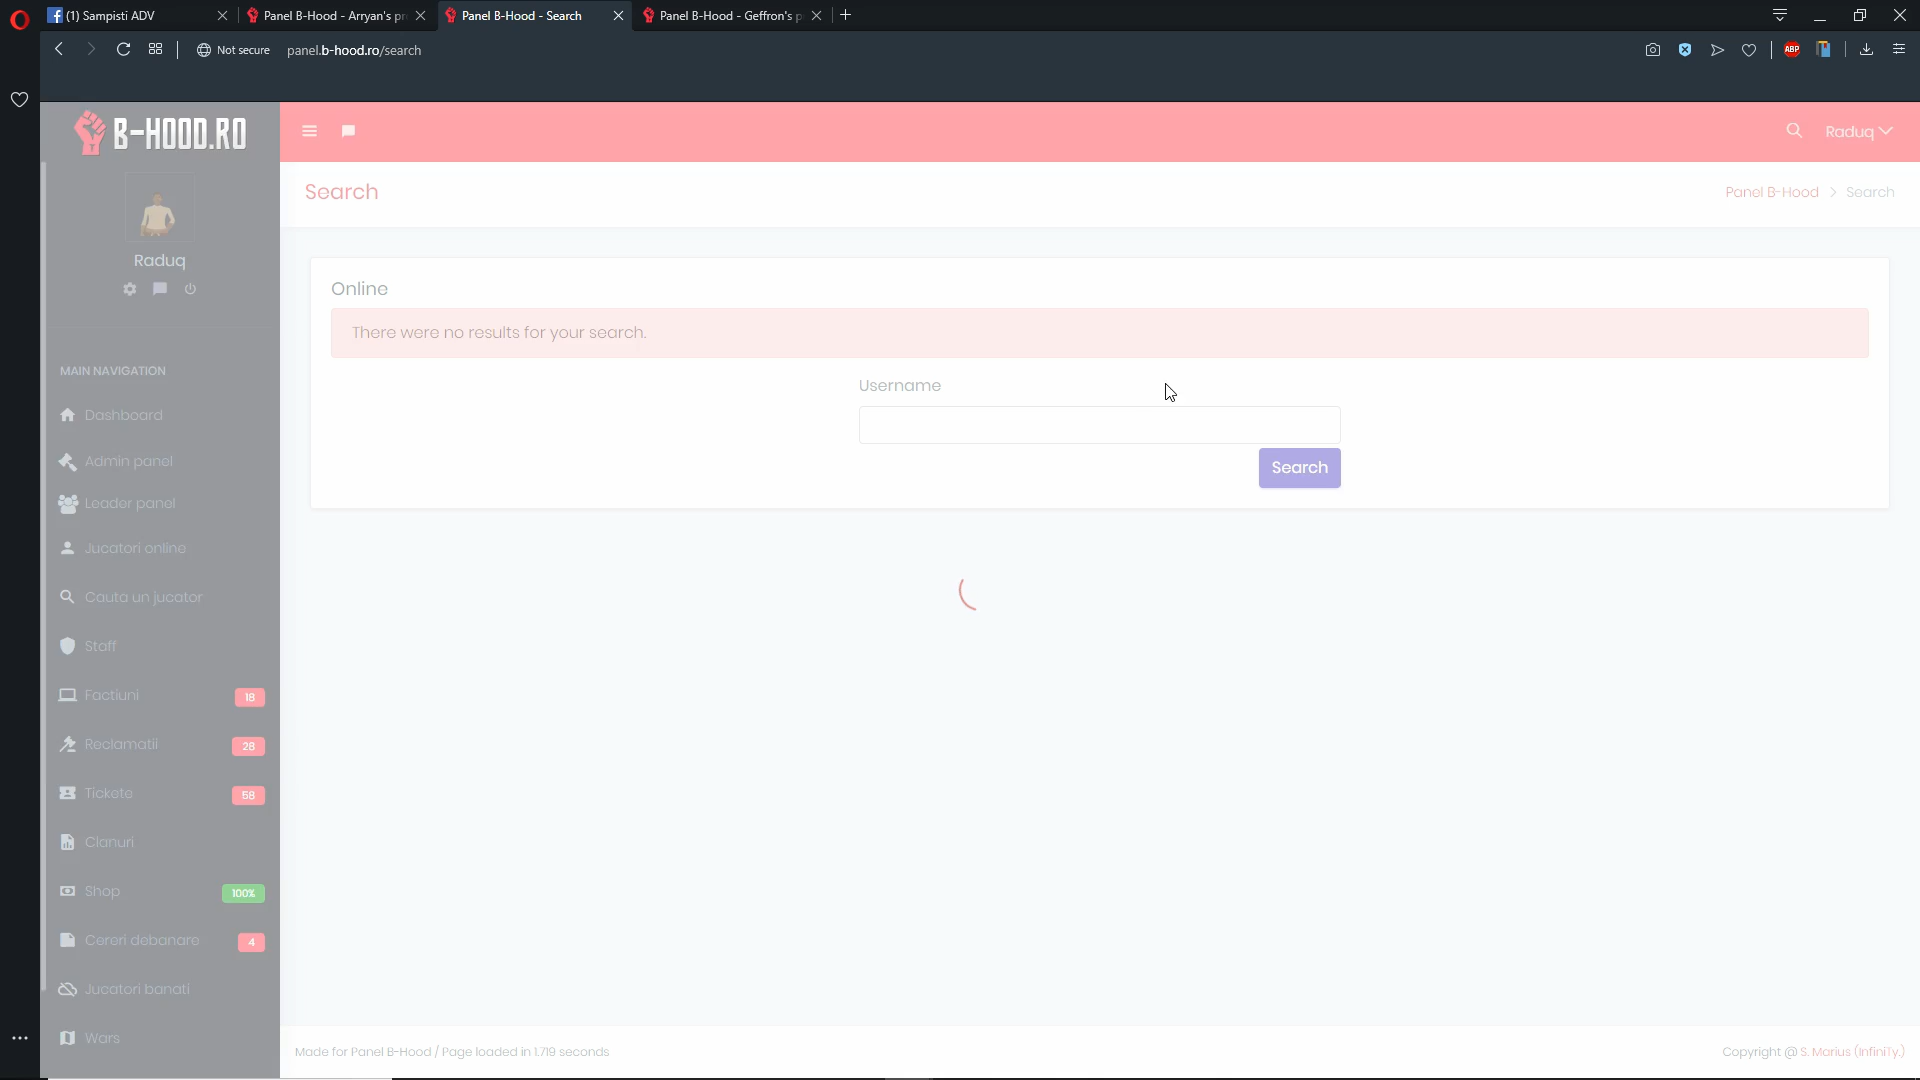 (1) Sampisti ADV
Panel B-Hood - Arryan's pr
Panel B-Hood - Search
Panel B-Hood - Geffron's p
Not secure
panel.b-hood.ro/search
ABP
B-HOOD.RO
Raduq
Search
Panel B-Hood > Search
Raduq
Online
There were no results for your search.
Username
Search
MAIN NAVIGATION
Dashboard
Admin panel
Leader panel
Jucatori online
Cauta un jucator
Staff
Factiuni 18
Reclamatii 28
Tickete 58
Clanuri
Shop 100%
Cereri debanare 4
Jucatori banati
Wars
Made for Panel B-Hood / Page loaded in 1.719 seconds
Copyright @ S. Marius (InfiniTy.)